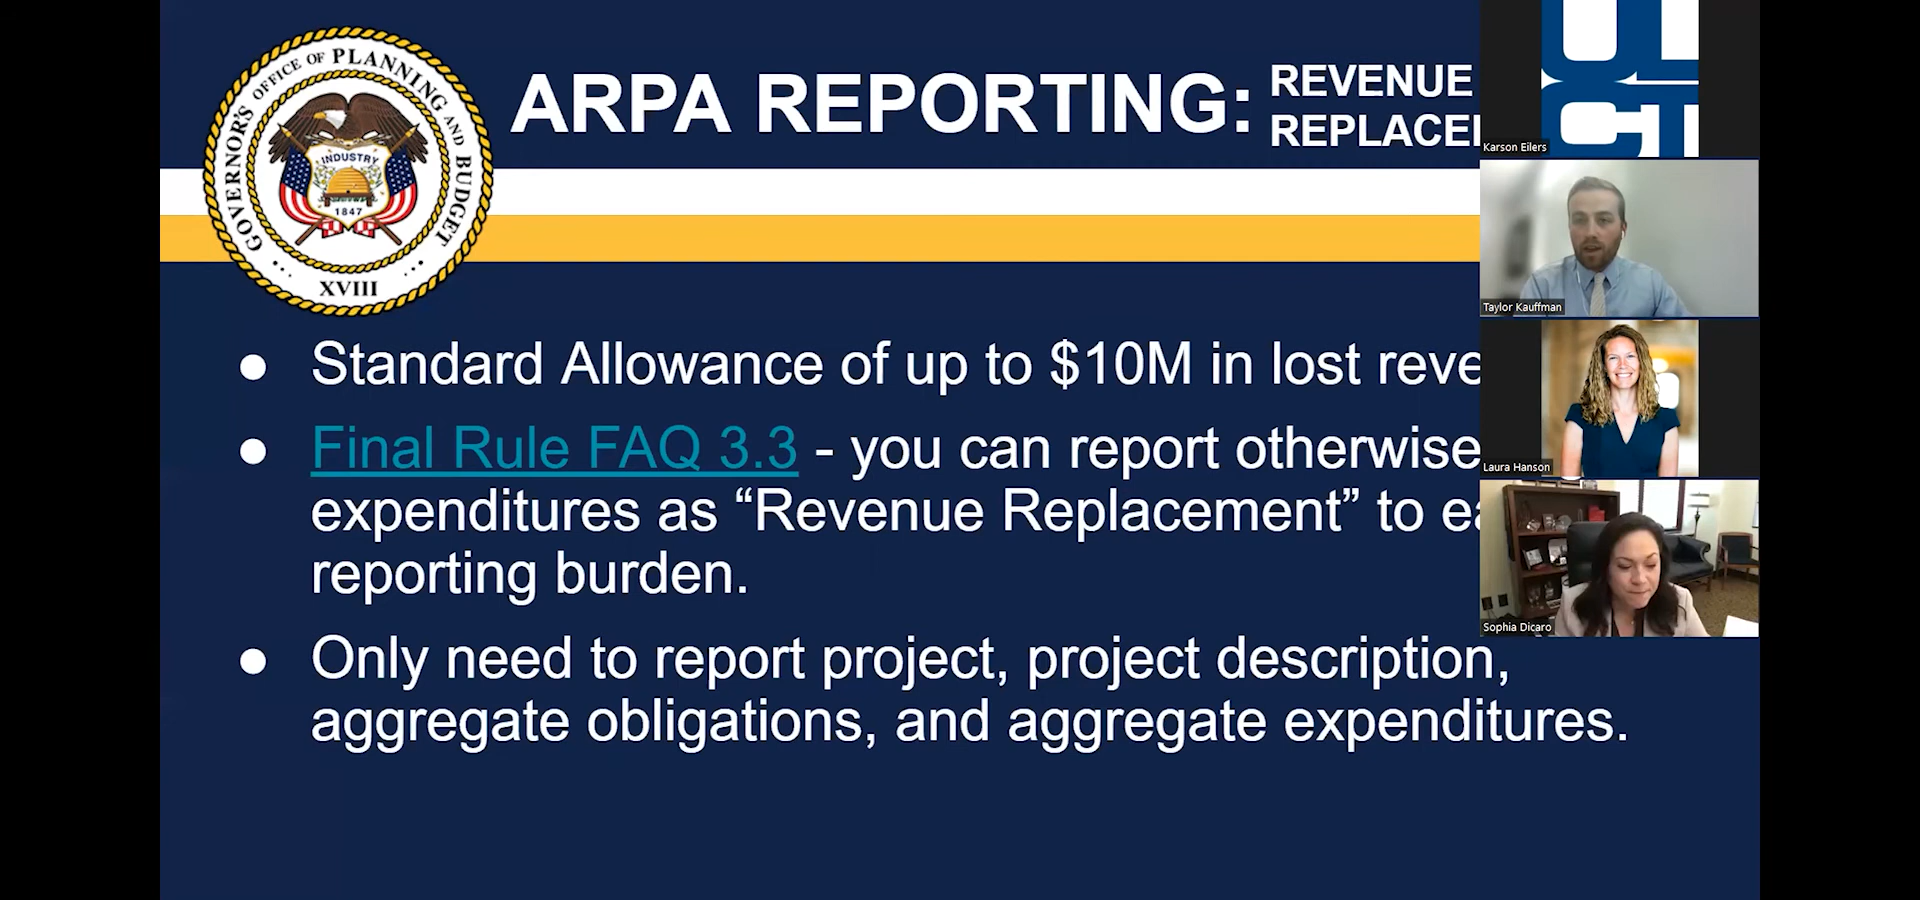 GOVERNOR'S OFFICE OF PLANNING AND BUDGET
INDUSTRY
1847
XVIII
ARPA REPORTING:
REVENUE
REPLACE
Standard Allowance of up to $10M in lost reve
Final Rule FAQ 3.3 - you can report otherwise
expenditures as “Revenue Replacement” to ea
reporting burden.
Only need to report project, project description,
aggregate obligations, and aggregate expenditures.
Karson Eilers
Taylor Kauffman
Laura Hanson
Sophia Dicaro